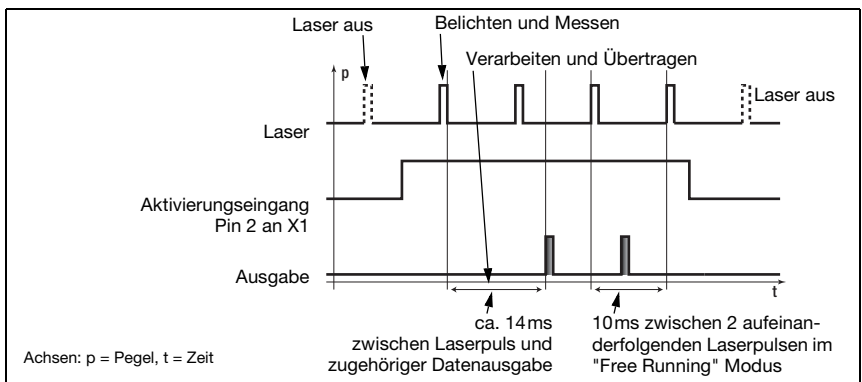 Laser aus
Belichten und Messen
Verarbeiten und Übertragen
p
Laser aus
Laser
Aktivierungseingang
Pin 2 an X1
Ausgabe
t
ca. 14ms
zwischen Laserpuls und
zugehöriger Datenausgabe
10ms zwischen 2 aufeinan-
derfolgenden Laserpulsen im
"Free Running" Modus
Achsen: p = Pegel, t = Zeit